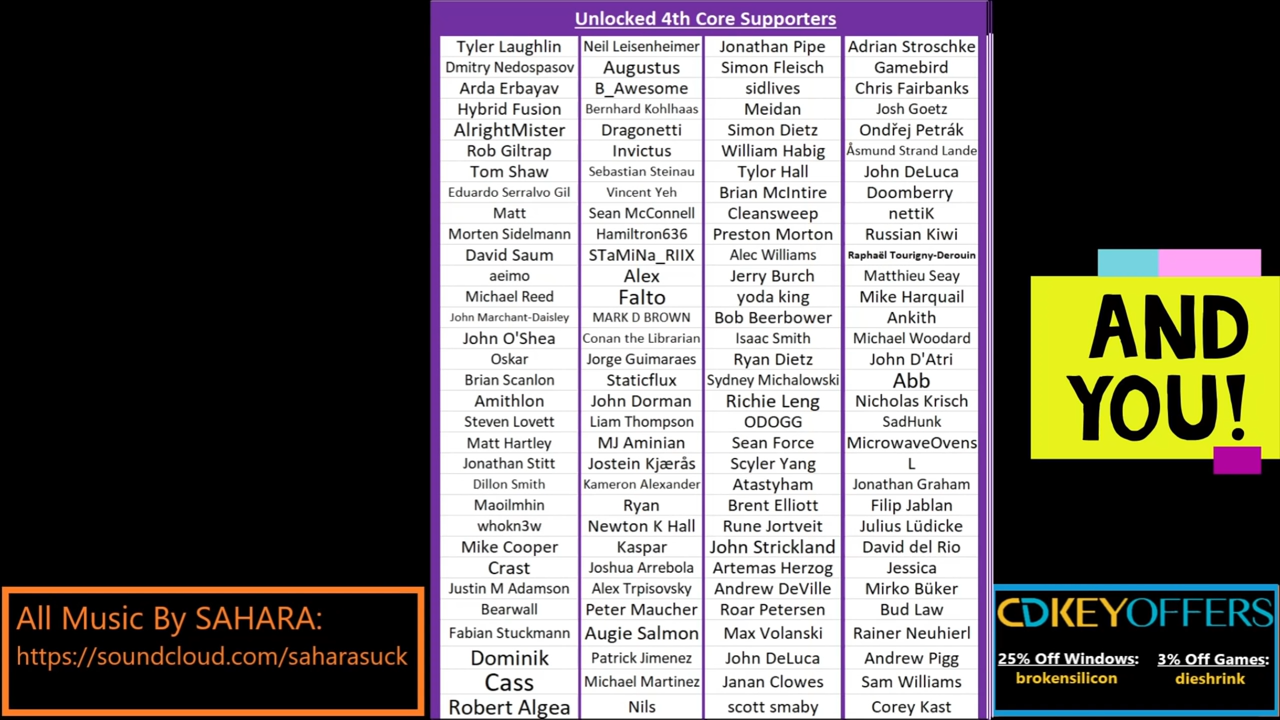 Unlocked 4th Core Supporters
Tyler Laughlin Neil Leisenheimer Jonathan Pipe Adrian Stroschke
Dmitry Nedospasov Augustus Simon Fleisch Gamebird
Arda Erbayav B_Awesome sidlives Chris Fairbanks
Hybrid Fusion Bernhard Kohlhaas Meidan Josh Goetz
AlrightMister Dragonetti Simon Dietz Ondřej Petrák
Rob Giltrap Invictus William Habig Åsmund Strand Lande
Tom Shaw Sebastian Steinau Tylor Hall John DeLuca
Eduardo Serralvo Gil Vincent Yeh Brian McIntire Doomberry
Matt Sean McConnell Cleansweep nettiK
Morten Sidelmann Hamiltron636 Preston Morton Russian Kiwi
David Saum STaMiNa_RIIX Alec Williams Raphaël Tourigny-Derouin
aeimo Alex Jerry Burch Matthieu Seay
Michael Reed Falto yoda king Mike Harquail
John Marchant-Daisley MARK D BROWN Bob Beerbower Ankith
John O'Shea Conan the Librarian Isaac Smith Michael Woodard
Oskar Jorge Guimaraes Ryan Dietz John D'Atri
Brian Scanlon Staticflux Sydney Michalowski Abb
Amithlon John Dorman Richie Leng Nicholas Krisch
Steven Lovett Liam Thompson ODOGG SadHunk
Matt Hartley MJ Aminian Sean Force MicrowaveOvens
Jonathan Stitt Jostein Kjærås Scyler Yang L
Dillon Smith Kameron Alexander Atastyham Jonathan Graham
Maoilmhin Ryan Brent Elliott Filip Jablan
whokn3w Newton K Hall Rune Jortveit Julius Lüdicke
Mike Cooper Kaspar John Strickland David del Rio
Crast Joshua Arrebola Artemas Herzog Jessica
Justin M Adamson Alex Trpisovsky Andrew DeVille Mirko Büker
Bearwall Peter Maucher Roar Petersen Bud Law
Fabian Stuckmann Augie Salmon Max Volanski Rainer Neuhierl
Dominik Patrick Jimenez John DeLuca Andrew Pigg
Cass Michael Martinez Janan Clowes Sam Williams
Robert Algea Nils scott smaby Corey Kast
AND
YOU!
All Music By SAHARA:
https://soundcloud.com/saharasuck
CDKEYOFFERS
25% Off Windows: 3% Off Games:
brokensilicon dieshrink